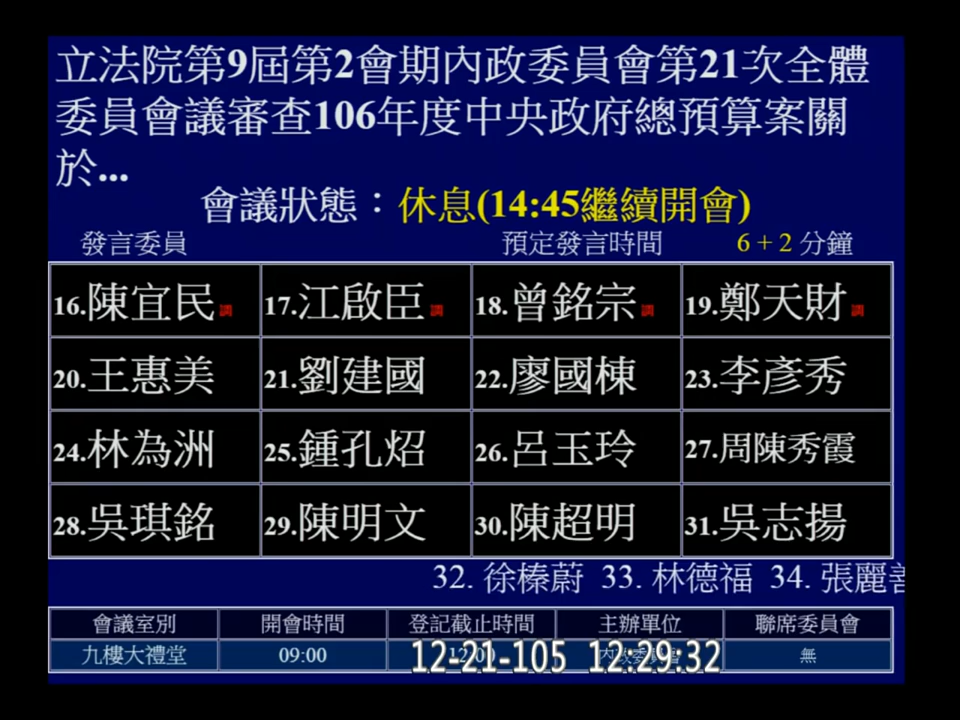 立法院第9屆第2會期內政委員會第21次全體
委員會議審查106年度中央政府總預算案關
於...
會議狀態：休息(14:45繼續開會)
發言委員 預定發言時間 6 + 2 分鐘
16.陳宜民 17.江啟臣 18.曾銘宗 19.鄭天財
20.王惠美 21.劉建國 22.廖國棟 23.李彥秀
24.林為洲 25.鍾孔炤 26.呂玉玲 27.周陳秀霞
28.吳琪銘 29.陳明文 30.陳超明 31.吳志揚
32. 徐榛蔚 33. 林德福 34. 張麗善
會議室別 開會時間 登記截止時間 主辦單位 聯席委員會
九樓大禮堂 09:00 無
12-21-105 12:29:32